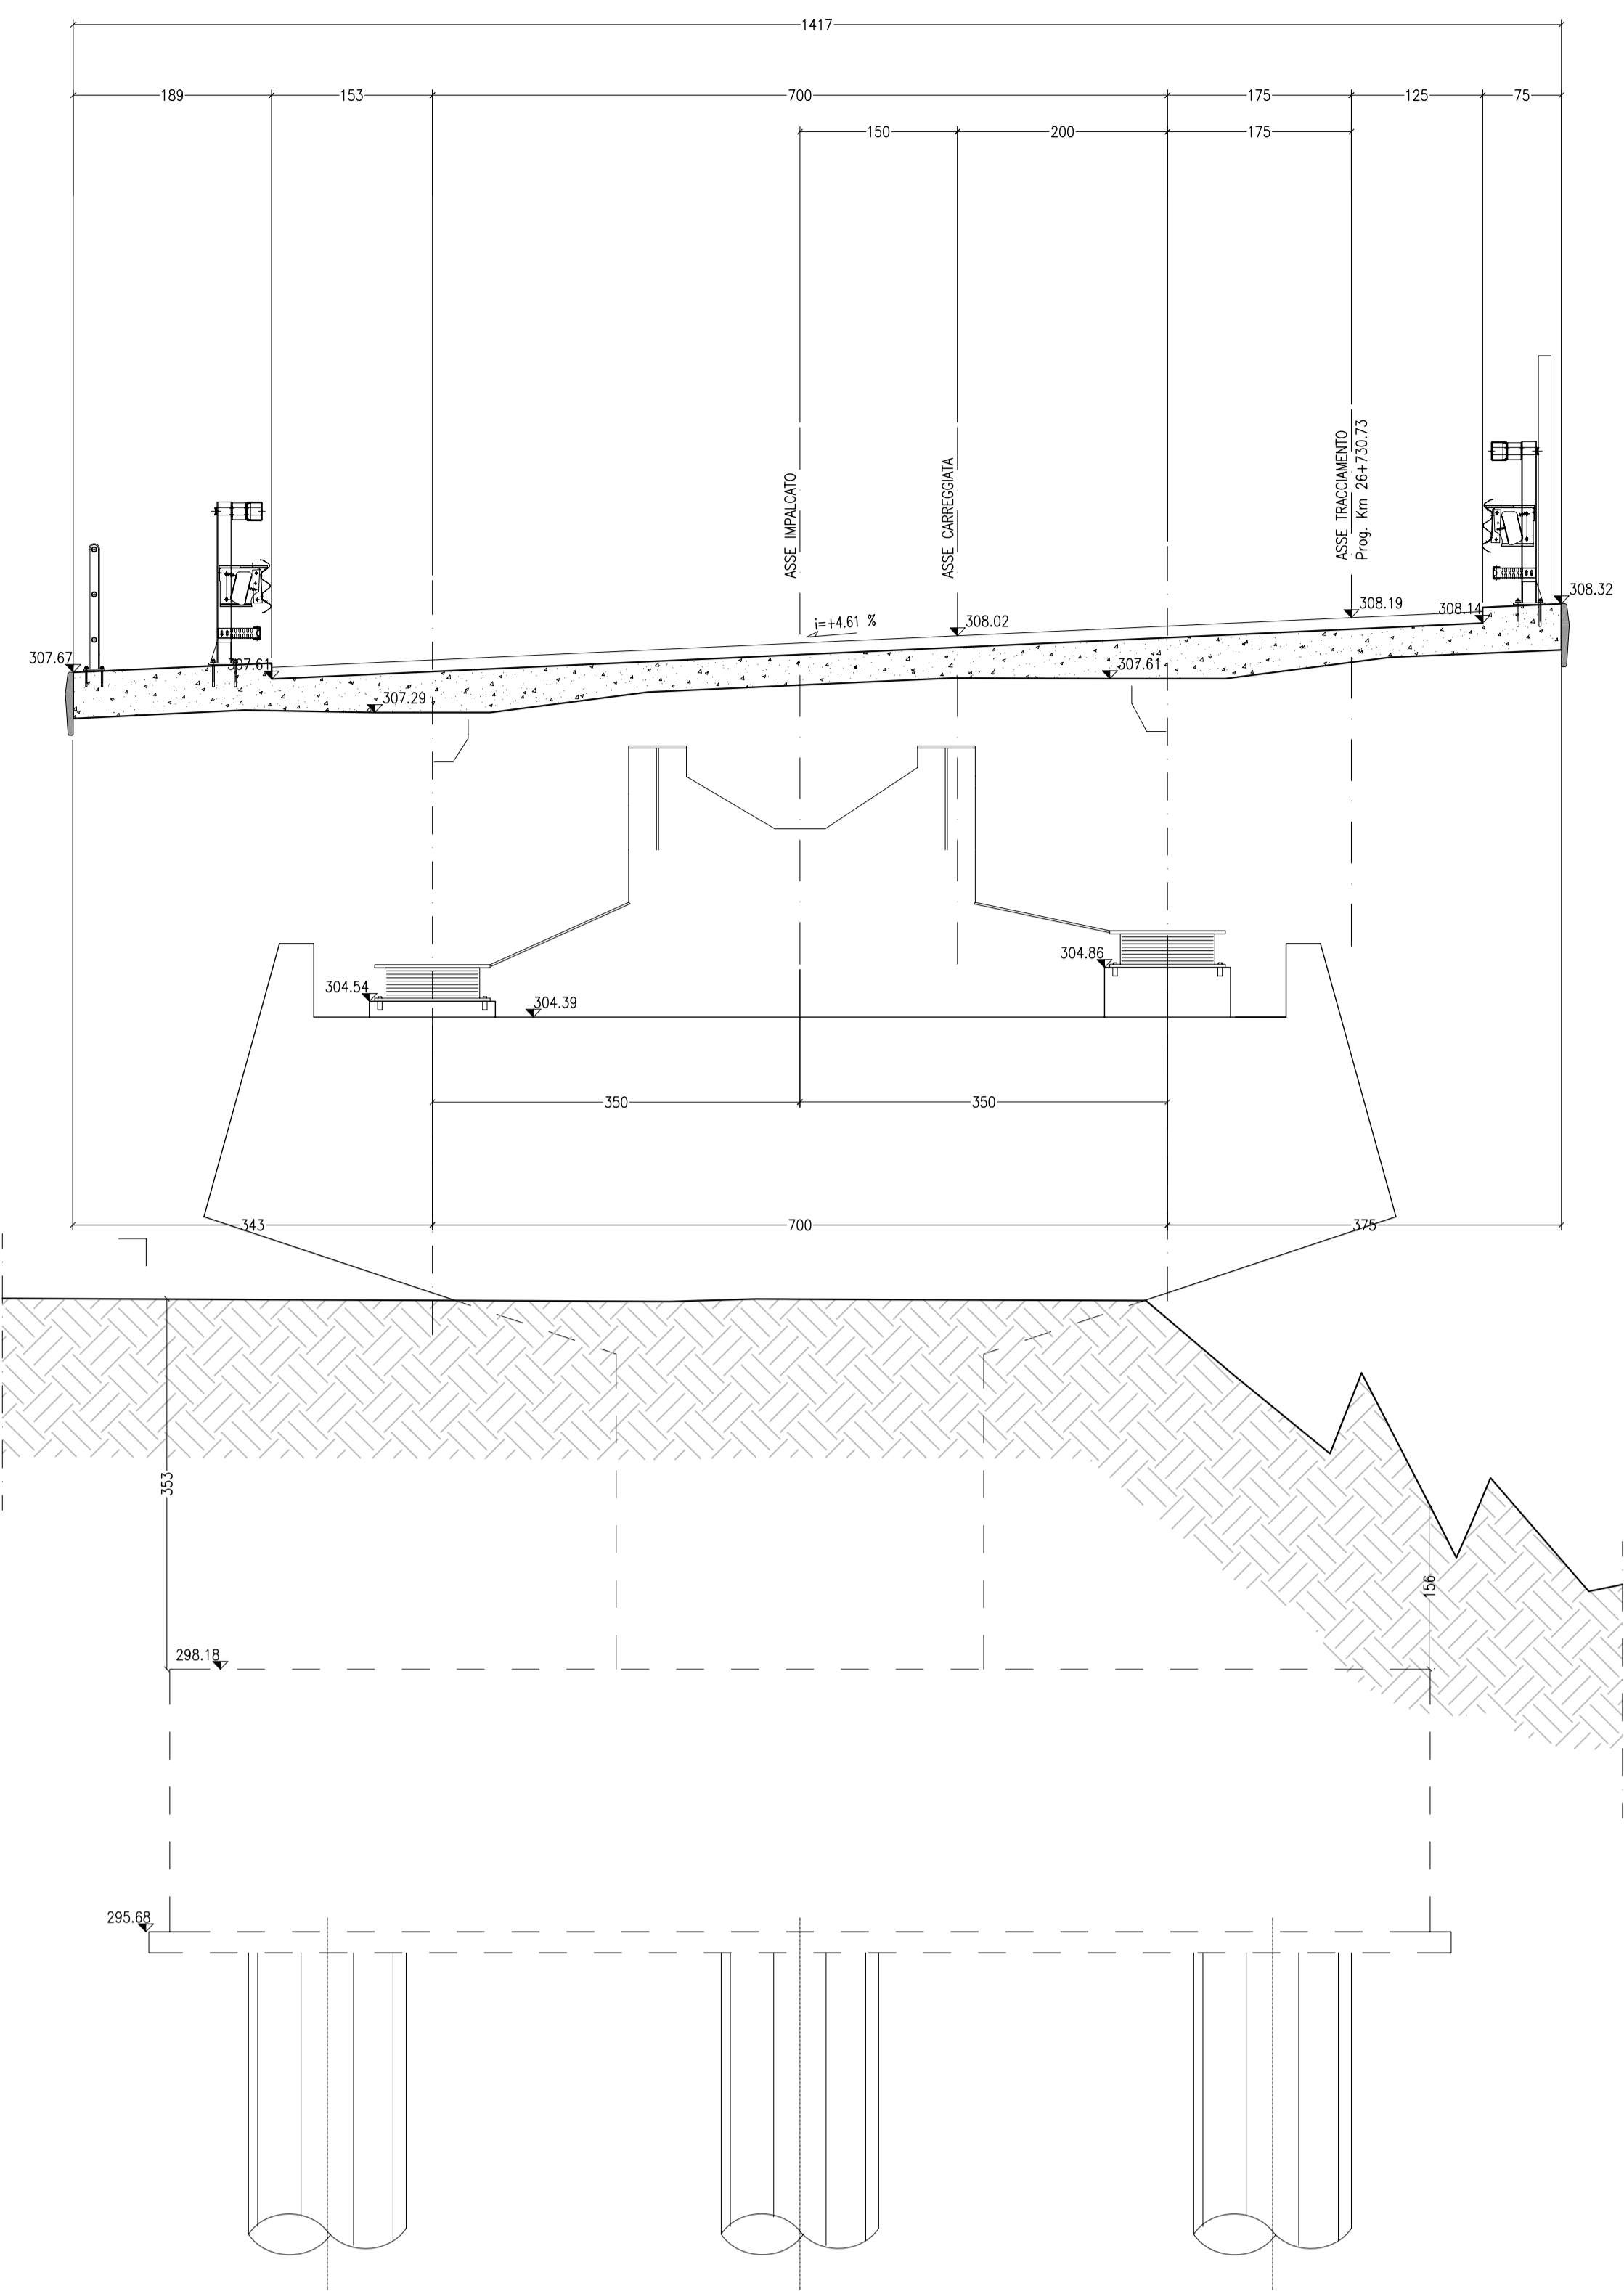 1417
189 153 700 175 125 75
150 200 175
ASSE IMPALCATO
ASSE CARREGGIATA
ASSE TRACCIAMENTO
Prog. Km 26+730.73
308.32
308.19
308.14
i=+4.61 %
308.02
307.67
307.61
307.61
307.29
304.86
304.54
304.39
350 350
343 700 375
353
156
298.18
295.68